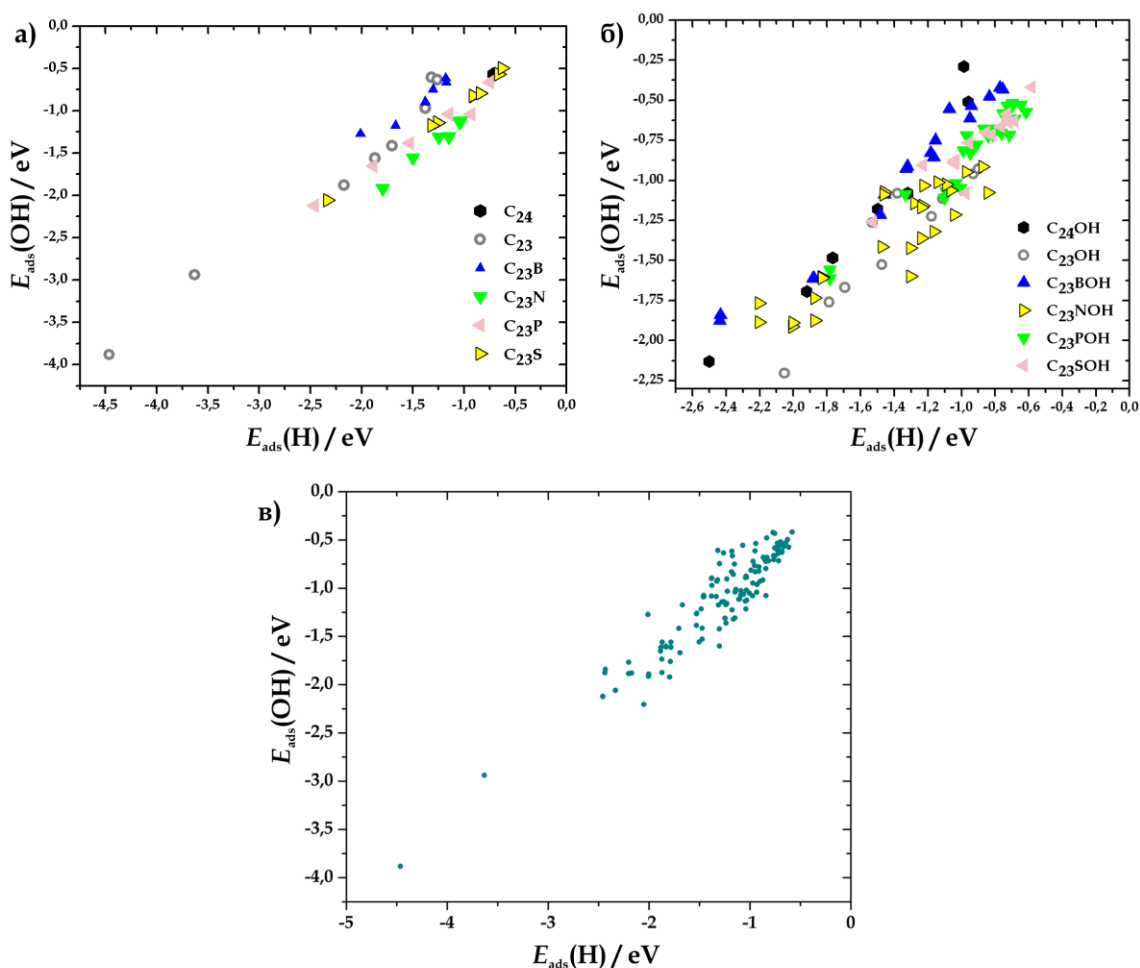 а)
0,0
-0,5
-1,0
-1,5
-2,0
-2,5
-3,0
-3,5
-4,0
E_ads(OH) / eV
C24
C23
C23B
C23N
C23P
C23S
-4,5 -3,5 -2,5 -2,0 -1,5 -1,0 -0,5 0,0
E_ads(H) / eV
б)
0,00
-0,25
-0,50
-0,75
-1,00
-1,25
-1,50
-1,75
-2,00
-2,25
E_ads(OH) / eV
C24OH
C23OH
C23BOH
C23NOH
C23POH
C23SOH
-2,6 -2,4 -2,2 -2,0 -1,8 -1,6 -1,4 -1,2 -1,0 -0,8 -0,6 -0,4 -0,2 0,0
E_ads(H) / eV
в)
0,0
-0,5
-1,0
-1,5
-2,0
-2,5
-3,0
-3,5
-4,0
E_ads(OH) / eV
-5 -4 -3 -2 -1 0
E_ads(H) / eV